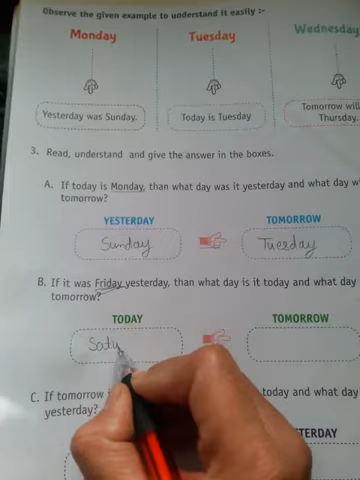 Observe the given example to understand it easily :-
Monday Tuesday Wednesday
Yesterday was Sunday. Today is Tuesday Tomorrow will
Thursday.
3. Read, understand and give the answer in the boxes.
A. If today is Monday, than what day was it yesterday and what day w
tomorrow?
YESTERDAY TOMORROW
Sunday Tuesday
B. If it was Friday yesterday, than what day is it today and what day
tomorrow?
TODAY TOMORROW
Satu
C. If tomorrow today and what day
yesterday?
TERDAY